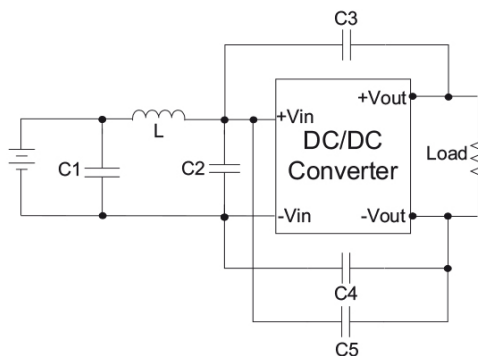 C3
+Vout
+Vin
L
DC/DC
Converter
Load
C1
C2
-Vin
-Vout
C4
C5